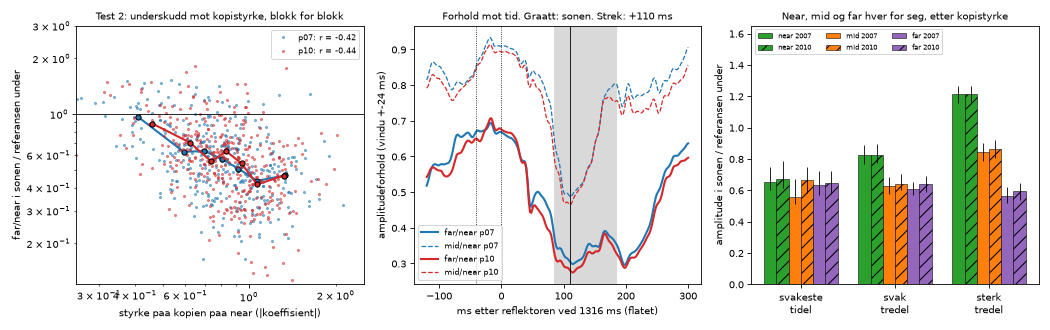 Test 2: underskudd mot kopistyrke, blokk for blokk
p07: r = -0.42
p10: r = -0.44
far/near i sonen / referansen under
3 × 10⁰
2 × 10⁰
10⁰
6 × 10⁻¹
4 × 10⁻¹
3 × 10⁻¹
2 × 10⁻¹
3 × 10⁻¹ 4 × 10⁻¹ 6 × 10⁻¹ 10⁰ 2 × 10⁰
styrke paa kopien paa near (|koeffisient|)
Forhold mot tid. Graatt: sonen. Strek: +110 ms
amplitudeforhold (vindu +-24 ms)
0.9
0.8
0.7
0.6
0.5
0.4
0.3
far/near p07
mid/near p07
far/near p10
mid/near p10
−100 0 100 200 300
ms etter reflektoren ved 1316 ms (flatet)
Near, mid og far hver for seg, etter kopistyrke
near 2007 mid 2007 far 2007
near 2010 mid 2010 far 2010
amplitude i sonen / referansen under
1.6
1.4
1.2
1.0
0.8
0.6
0.4
0.2
0.0
svakeste
tidel
svak
tredel
sterk
tredel